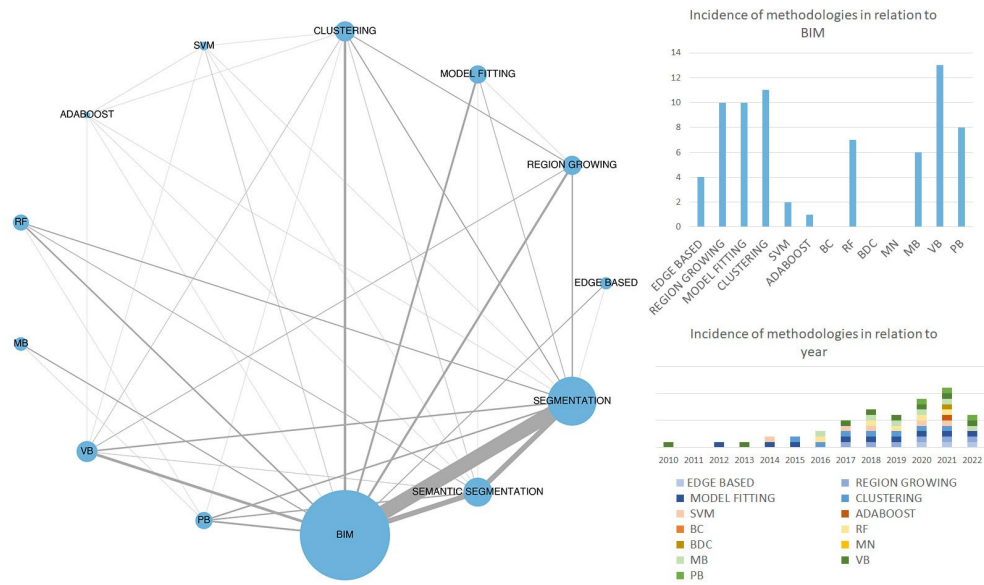 CLUSTERING
SVM
MODEL FITTING
ADABOOST
REGION GROWING
RF
EDGE BASED
MB
SEGMENTATION
VB
SEMANTIC SEGMENTATION
PB
BIM
Incidence of methodologies in relation to
BIM
14
12
10
8
6
4
2
0
EDGE BASED
REGION GROWING
MODEL FITTING
CLUSTERING
SVM
ADABOOST
BC
RF
BDC
MN
MB
VB
PB
Incidence of methodologies in relation to
year
2010 2011 2012 2013 2014 2015 2016 2017 2018 2019 2020 2021 2022
EDGE BASED REGION GROWING
MODEL FITTING CLUSTERING
SVM ADABOOST
BC RF
BDC MN
MB VB
PB